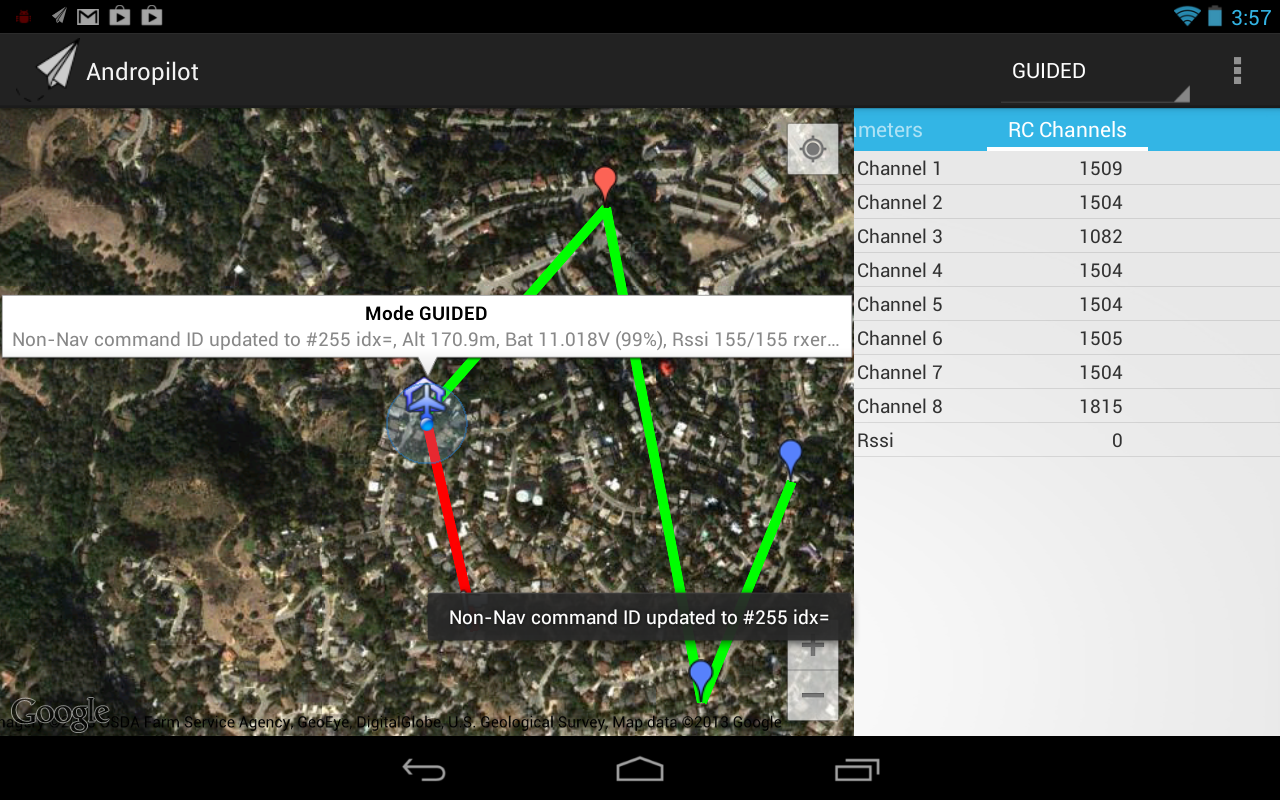 3:57
Andropilot
GUIDED
meters
RC Channels
Channel 1 1509
Channel 2 1504
Channel 3 1082
Channel 4 1504
Channel 5 1504
Channel 6 1505
Channel 7 1504
Channel 8 1815
Rssi 0
Mode GUIDED
Non-Nav command ID updated to #255 idx=, Alt 170.9m, Bat 11.018V (99%), Rssi 155/155 rxer...
Non-Nav command ID updated to #255 idx=
+
−
Google
Farm Service Agency, GeoEye, DigitalGlobe, U.S. Geological Survey, Map data ©2013 Google